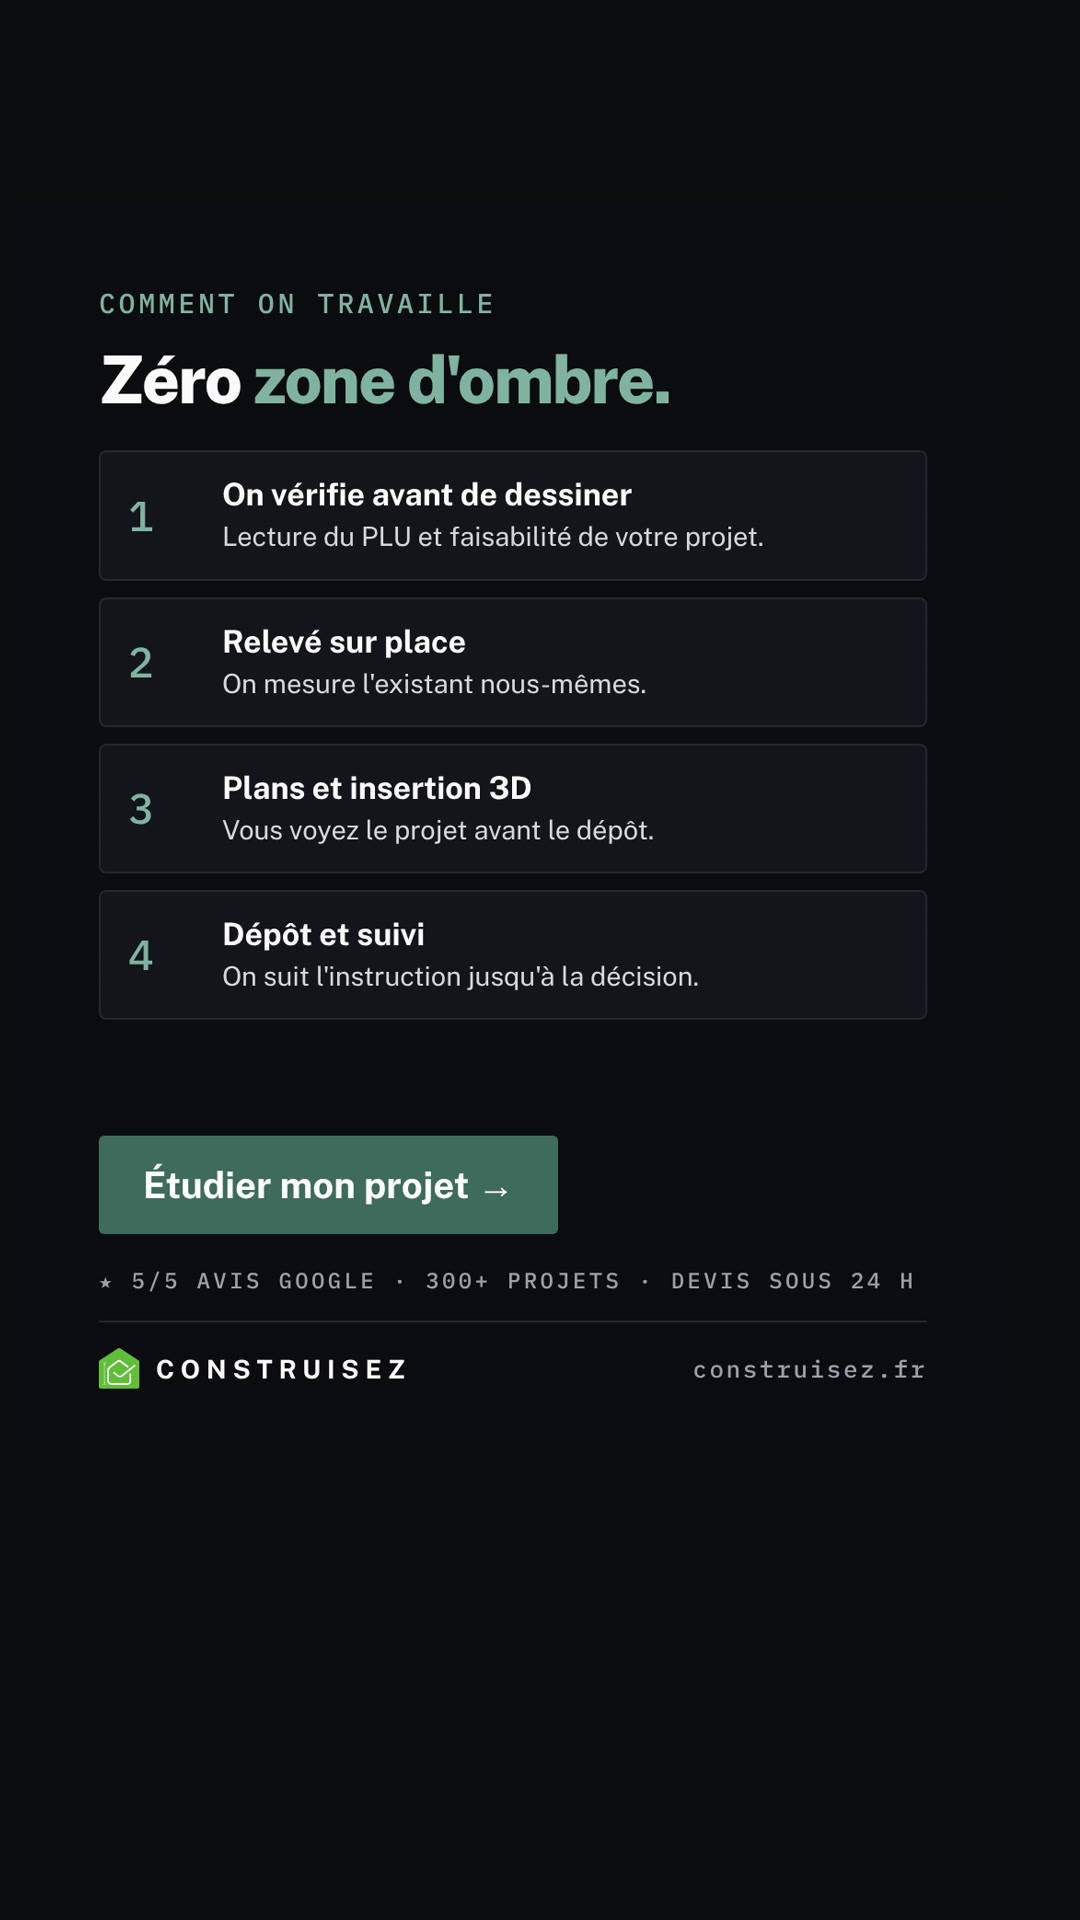 COMMENT ON TRAVAILLE
Zéro zone d'ombre.
1
On vérifie avant de dessiner
Lecture du PLU et faisabilité de votre projet.
2
Relevé sur place
On mesure l'existant nous-mêmes.
3
Plans et insertion 3D
Vous voyez le projet avant le dépôt.
4
Dépôt et suivi
On suit l'instruction jusqu'à la décision.
Étudier mon projet →
★ 5/5 AVIS GOOGLE · 300+ PROJETS · DEVIS SOUS 24 H
CONSTRUISEZ
construisez.fr